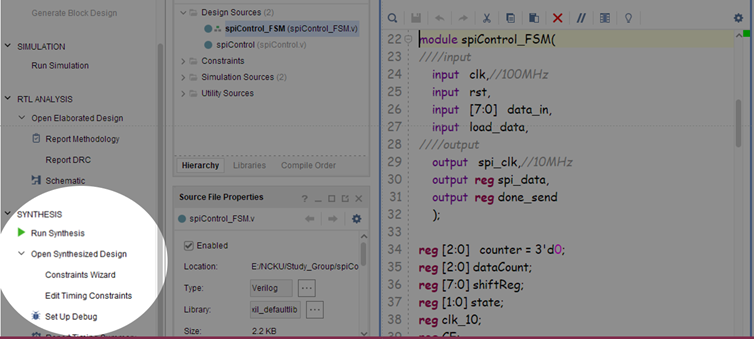 Generate Block Design
SIMULATION
Run Simulation
RTL ANALYSIS
Open Elaborated Design
Report Methodology
Report DRC
Schematic
SYNTHESIS
Run Synthesis
Open Synthesized Design
Constraints Wizard
Edit Timing Constraints
Set Up Debug
Design Sources (2)
spiControl_FSM (spiControl_FSM.v)
spiControl (spiControl.v)
Constraints
Simulation Sources (2)
Utility Sources
Hierarchy Libraries Compile Order
Source File Properties
spiControl_FSM.v
Enabled
Location: E:/NCKU/Study_Group/spiCo
Type: Verilog
Library: xil_defaultlib
Size: 2.2 KB
22 module spiControl_FSM(
23 ////input
24 input clk,//100MHz
25 input rst,
26 input [7:0] data_in,
27 input load_data,
28 ////output
29 output spi_clk,//10MHz
30 output reg spi_data,
31 output reg done_send
32 );
33
34 reg [2:0] counter = 3'd0;
35 reg [2:0] dataCount;
36 reg [7:0] shiftReg;
37 reg [1:0] state;
38 reg clk_10;